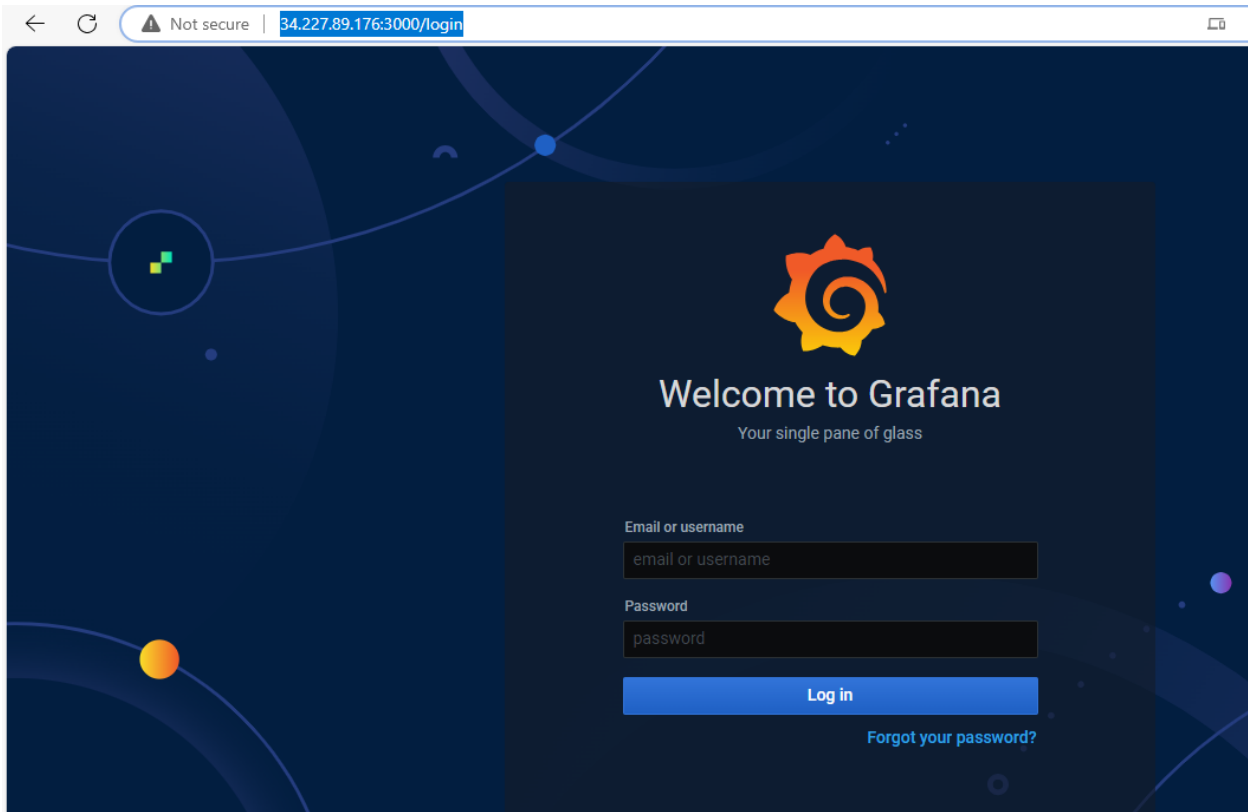 Not secure
34.227.89.176:3000/login
Welcome to Grafana
Your single pane of glass
Email or username
email or username
Password
password
Log in
Forgot your password?